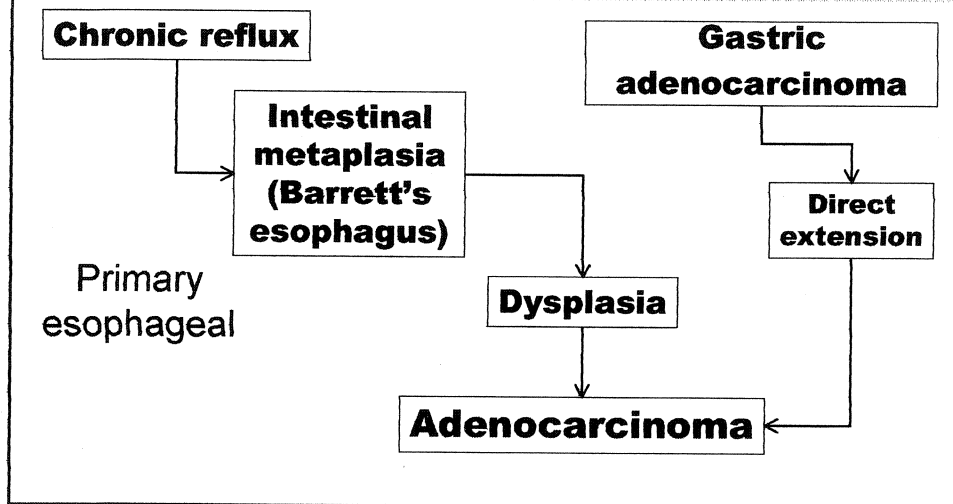 Chronic reflux
Gastric
adenocarcinoma
Intestinal
metaplasia
(Barrett's
esophagus)
Direct
extension
Primary
esophageal
Dysplasia
Adenocarcinoma